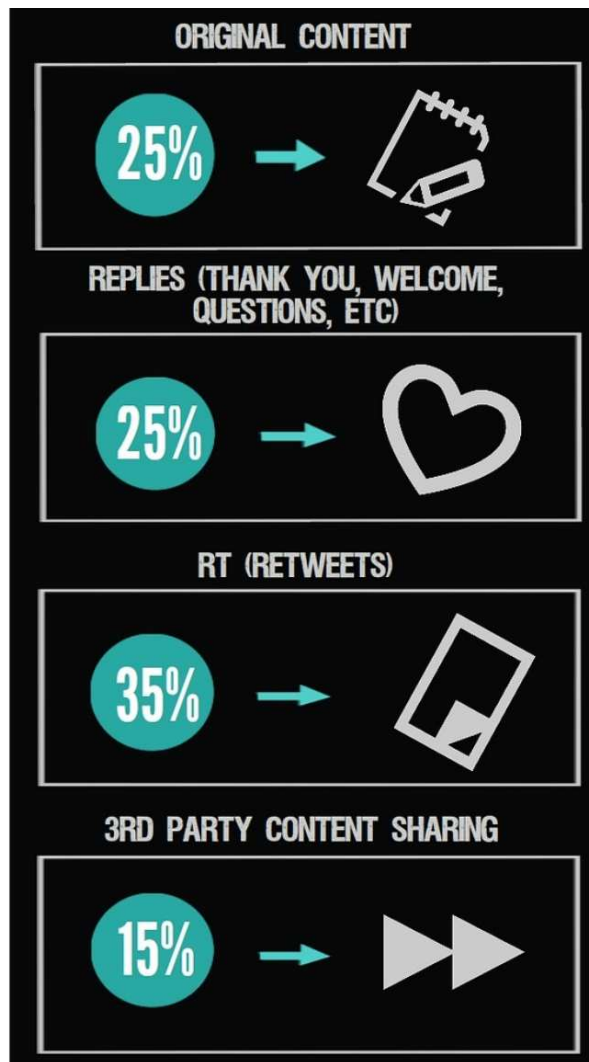 ORIGINAL CONTENT
25%
REPLIES (THANK YOU, WELCOME,
QUESTIONS, ETC)
25%
RT (RETWEETS)
35%
3RD PARTY CONTENT SHARING
15%